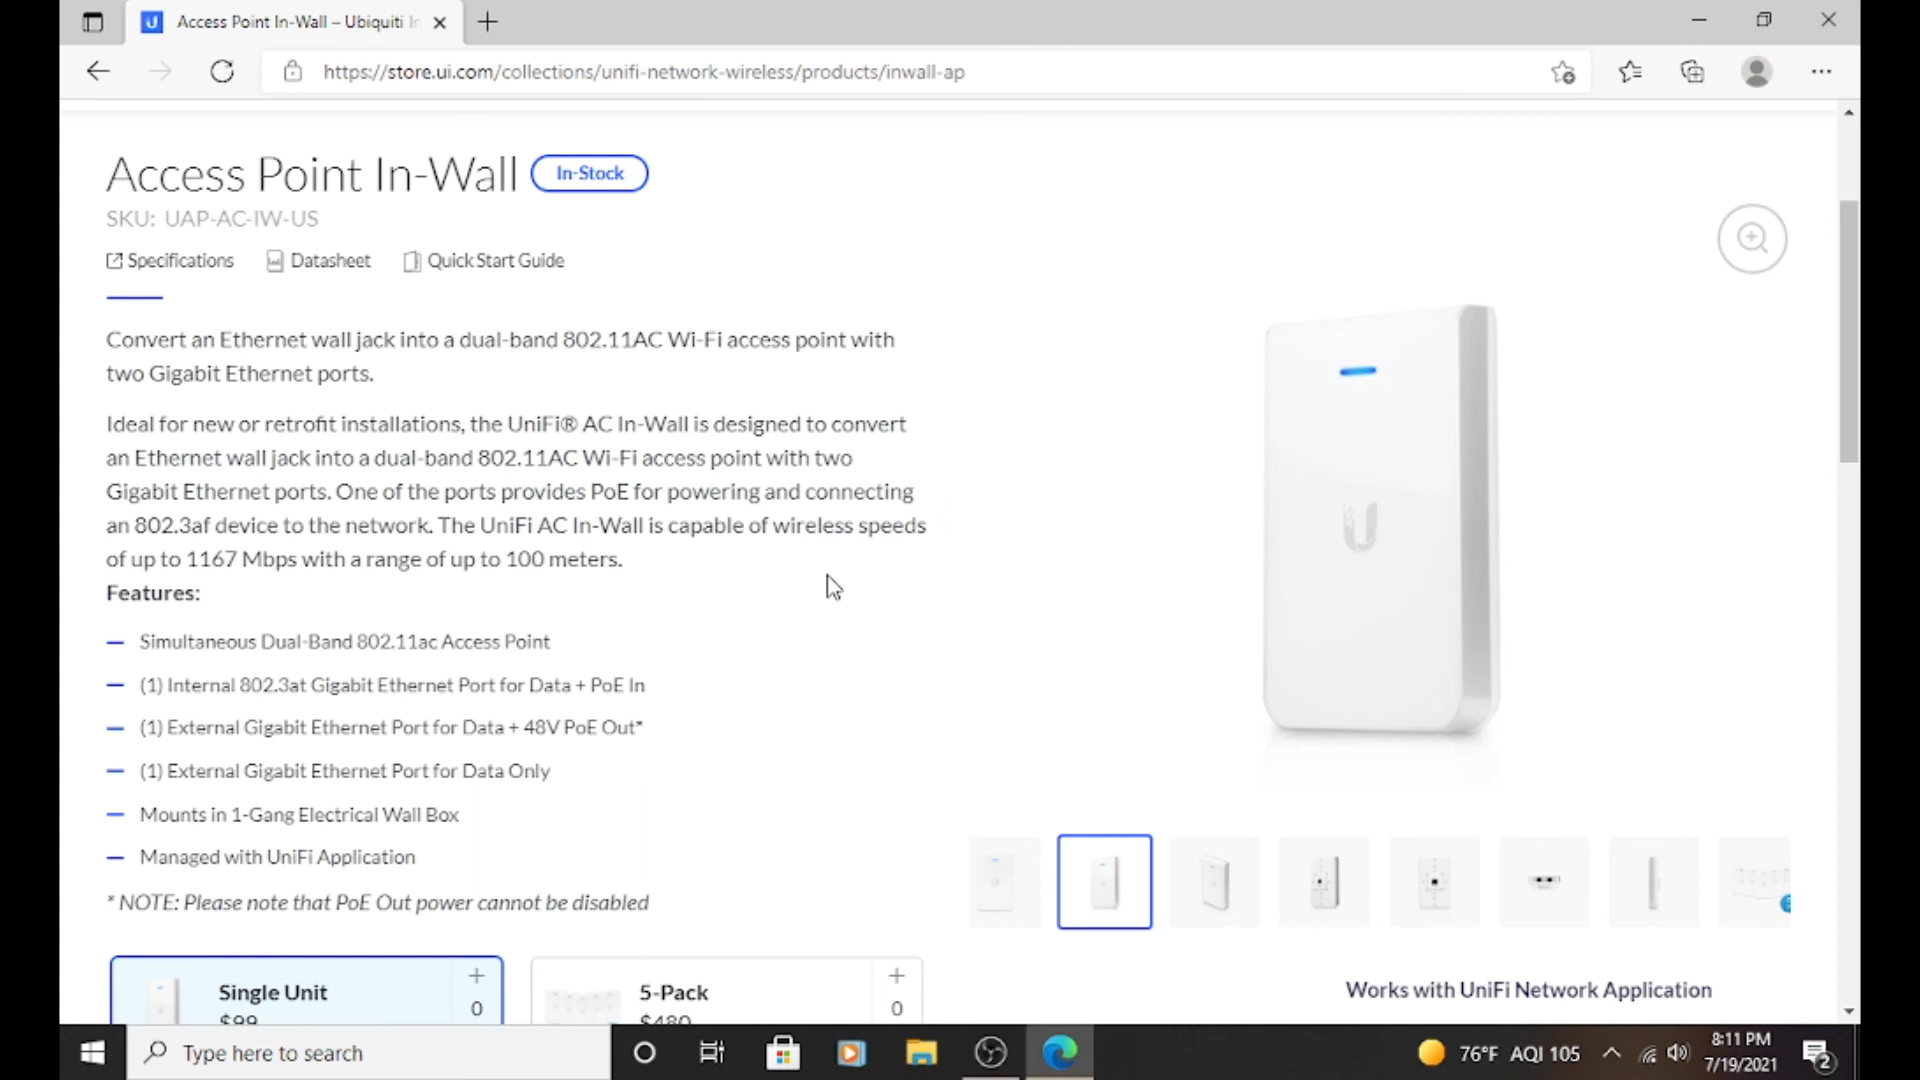 Access Point In-Wall – Ubiquiti In
https://store.ui.com/collections/unifi-network-wireless/products/inwall-ap
Access Point In-Wall
In-Stock
SKU: UAP-AC-IW-US
Specifications
Datasheet
Quick Start Guide
Convert an Ethernet wall jack into a dual-band 802.11AC Wi-Fi access point with
two Gigabit Ethernet ports.
Ideal for new or retrofit installations, the UniFi® AC In-Wall is designed to convert
an Ethernet wall jack into a dual-band 802.11AC Wi-Fi access point with two
Gigabit Ethernet ports. One of the ports provides PoE for powering and connecting
an 802.3af device to the network. The UniFi AC In-Wall is capable of wireless speeds
of up to 1167 Mbps with a range of up to 100 meters.
Features:
Simultaneous Dual-Band 802.11ac Access Point
(1) Internal 802.3at Gigabit Ethernet Port for Data + PoE In
(1) External Gigabit Ethernet Port for Data + 48V PoE Out*
(1) External Gigabit Ethernet Port for Data Only
Mounts in 1-Gang Electrical Wall Box
Managed with UniFi Application
* NOTE: Please note that PoE Out power cannot be disabled
Single Unit
$99
+
0
5-Pack
$480
+
0
Works with UniFi Network Application
Type here to search
76°F AQI 105
8:11 PM
7/19/2021
2